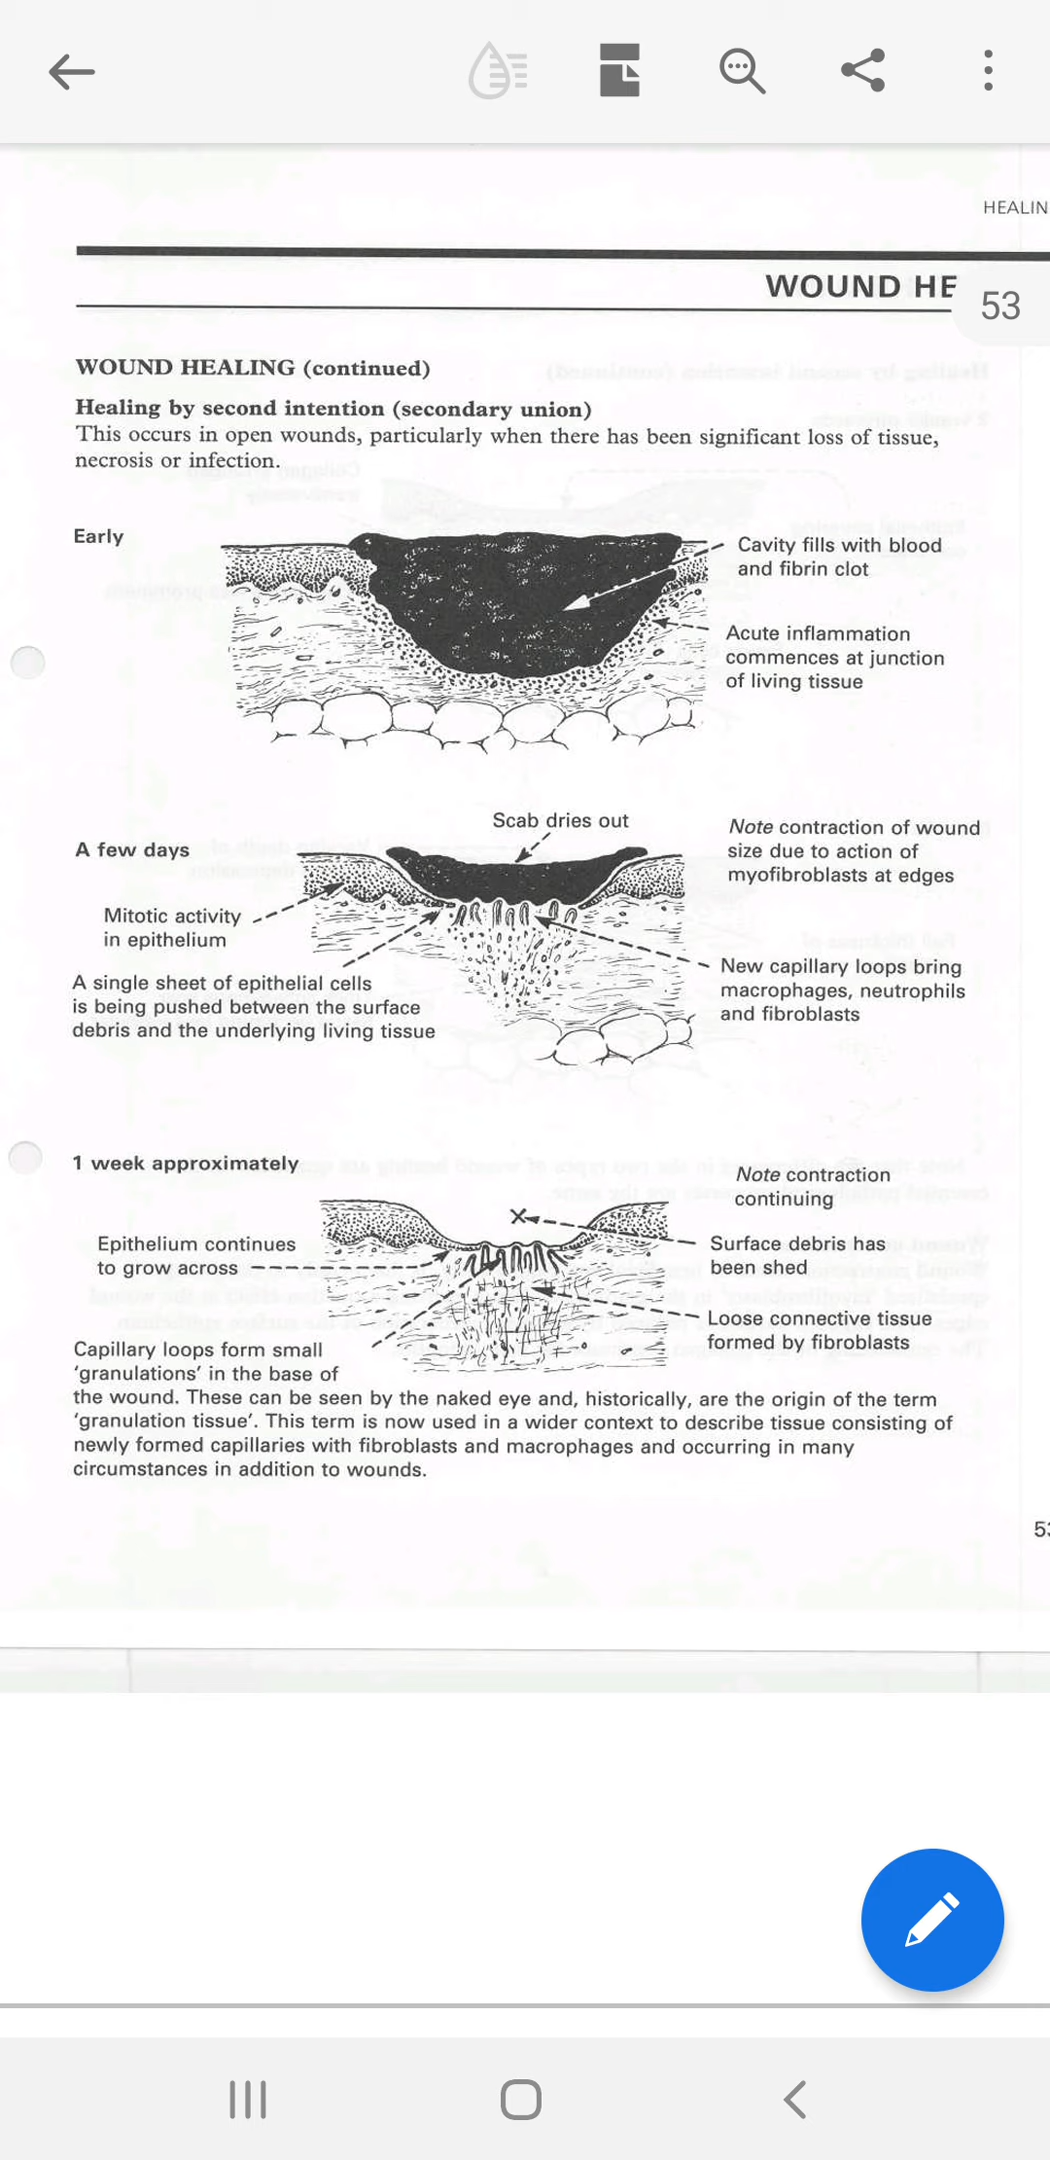 HEALIN
WOUND HE
53
WOUND HEALING (continued)
Healing by second intention (secondary union)
This occurs in open wounds, particularly when there has been significant loss of tissue,
necrosis or infection.
Early
Cavity fills with blood
and fibrin clot
Acute inflammation
commences at junction
of living tissue
Scab dries out
Note contraction of wound
size due to action of
myofibroblasts at edges
A few days
Mitotic activity
in epithelium
New capillary loops bring
macrophages, neutrophils
and fibroblasts
A single sheet of epithelial cells
is being pushed between the surface
debris and the underlying living tissue
1 week approximately
Note contraction
continuing
Epithelium continues
to grow across
Surface debris has
been shed
Loose connective tissue
formed by fibroblasts
Capillary loops form small
‘granulations’ in the base of
the wound. These can be seen by the naked eye and, historically, are the origin of the term
‘granulation tissue’. This term is now used in a wider context to describe tissue consisting of
newly formed capillaries with fibroblasts and macrophages and occurring in many
circumstances in addition to wounds.